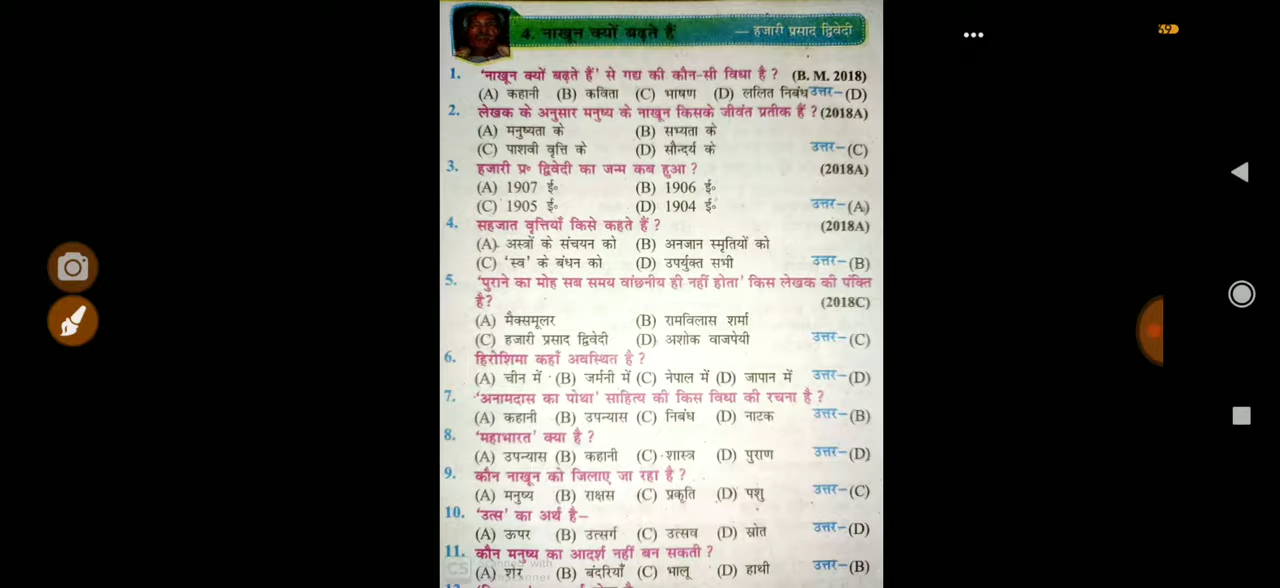 4. नाखून क्यों बढ़ते हैं — हजारी प्रसाद द्विवेदी
1. 'नाखून क्यों बढ़ते हैं' से गद्य की कौन-सी विधा है ? (B. M. 2018)
(A) कहानी (B) कविता (C) भाषण (D) ललित निबंध उत्तर–(D)
2. लेखक के अनुसार मनुष्य के नाखून किसके जीवंत प्रतीक हैं ? (2018A)
(A) मनुष्यता के (B) सभ्यता के
(C) पाशवी वृत्ति के (D) सौन्दर्य के उत्तर–(C)
3. हजारी प्र॰ द्विवेदी का जन्म कब हुआ ? (2018A)
(A) 1907 ई॰ (B) 1906 ई॰
(C) 1905 ई॰ (D) 1904 ई॰ उत्तर–(A)
4. सहजात वृत्तियाँ किसे कहते हैं ? (2018A)
(A) अस्त्रों के संचयन को (B) अनजान स्मृतियों को
(C) 'स्व' के बंधन को (D) उपर्युक्त सभी उत्तर–(B)
5. 'पुराने का मोह सब समय वांछनीय ही नहीं होता' किस लेखक की पंक्ति
है? (2018C)
(A) मैक्समूलर (B) रामविलास शर्मा
(C) हजारी प्रसाद द्विवेदी (D) अशोक वाजपेयी उत्तर–(C)
6. हिरोशिमा कहाँ अवस्थित है ?
(A) चीन में (B) जर्मनी में (C) नेपाल में (D) जापान में उत्तर–(D)
7. 'अनामदास का पोथा' साहित्य की किस विधा की रचना है ?
(A) कहानी (B) उपन्यास (C) निबंध (D) नाटक उत्तर–(B)
8. 'महाभारत' क्या है ?
(A) उपन्यास (B) कहानी (C) शास्त्र (D) पुराण उत्तर–(D)
9. कौन नाखून को जिलाए जा रहा है ?
(A) मनुष्य (B) राक्षस (C) प्रकृति (D) पशु उत्तर–(C)
10. 'उत्स' का अर्थ है–
(A) ऊपर (B) उत्सर्ग (C) उत्सव (D) स्रोत उत्तर–(D)
11. कौन मनुष्य का आदर्श नहीं बन सकती ?
(A) शेर (B) बंदरियाँ (C) भालू (D) हाथी उत्तर–(B)
CS